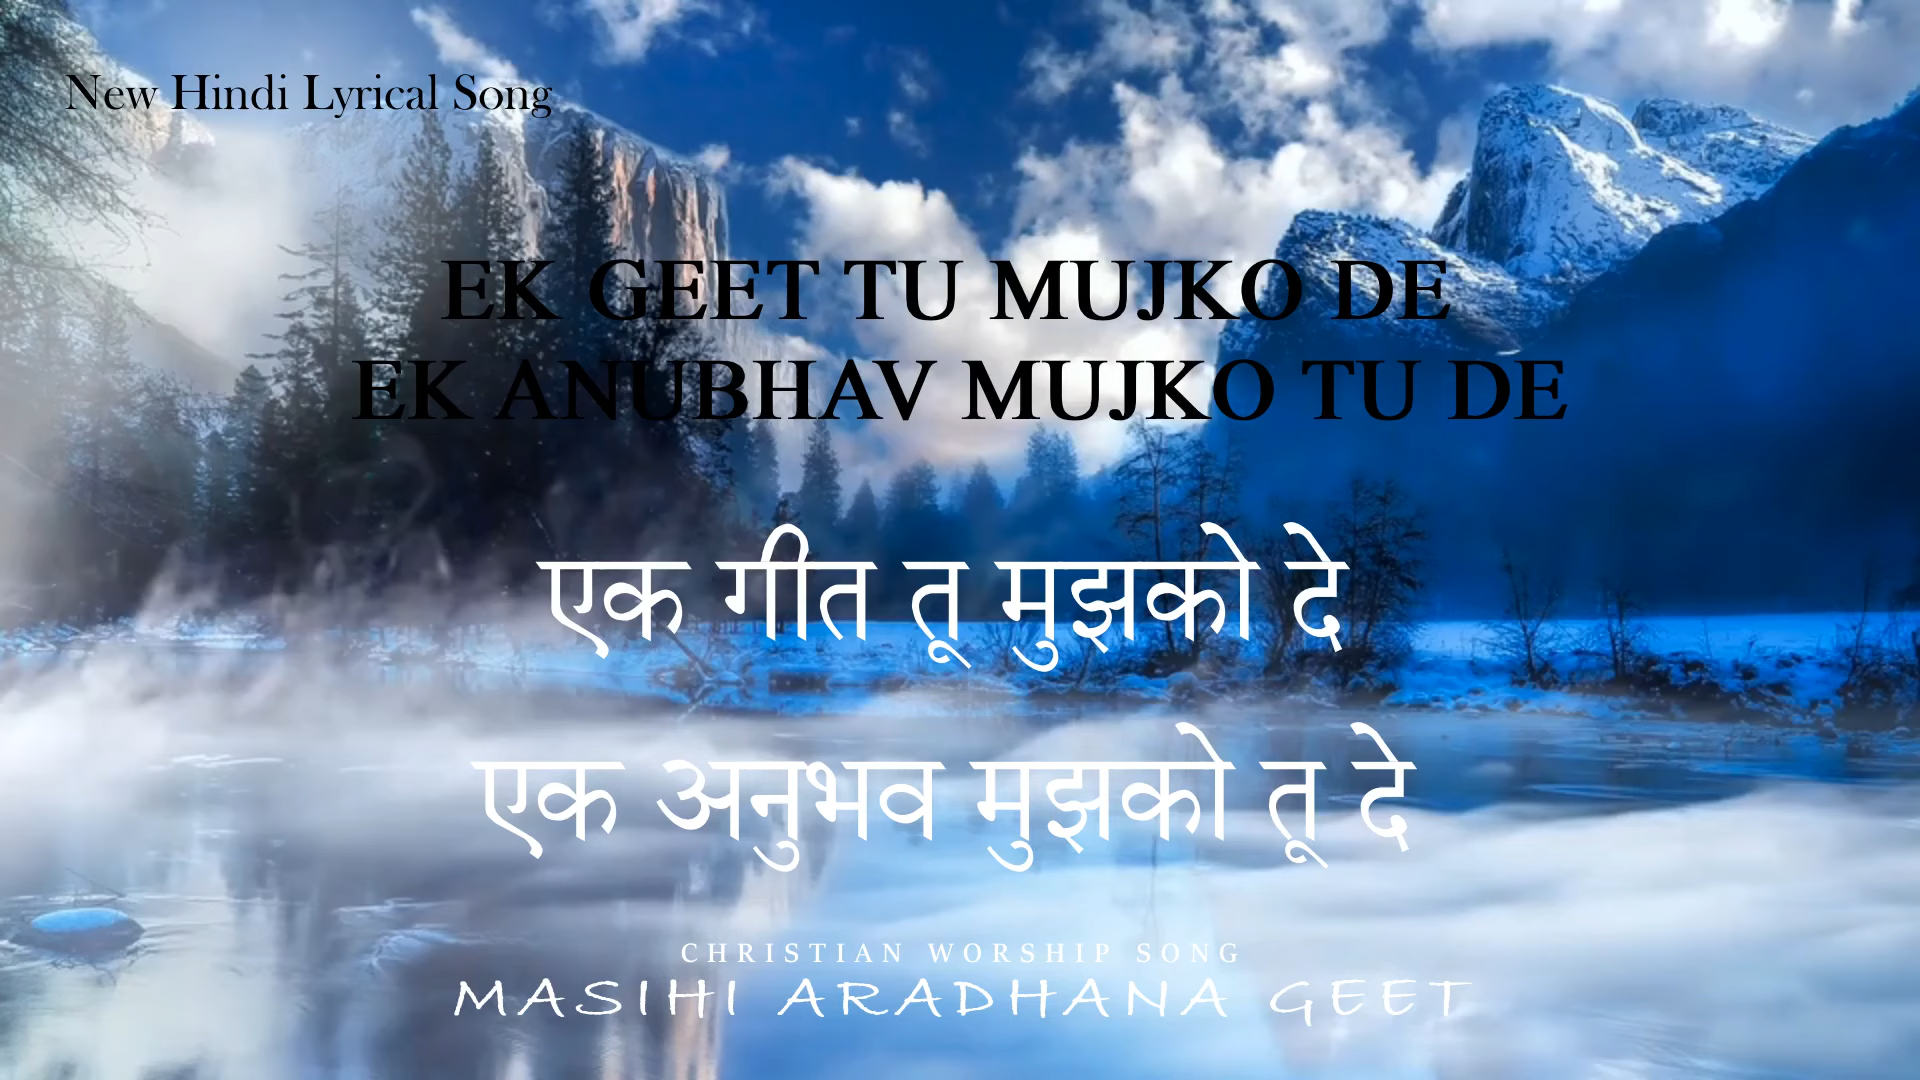 New Hindi Lyrical Song
EK GEET TU MUJKO DE
EK ANUBHAV MUJKO TU DE
एक गीत तू मुझको दे
एक अनुभव मुझको तू दे
CHRISTIAN WORSHIP SONG
MASIHI ARADHANA GEET